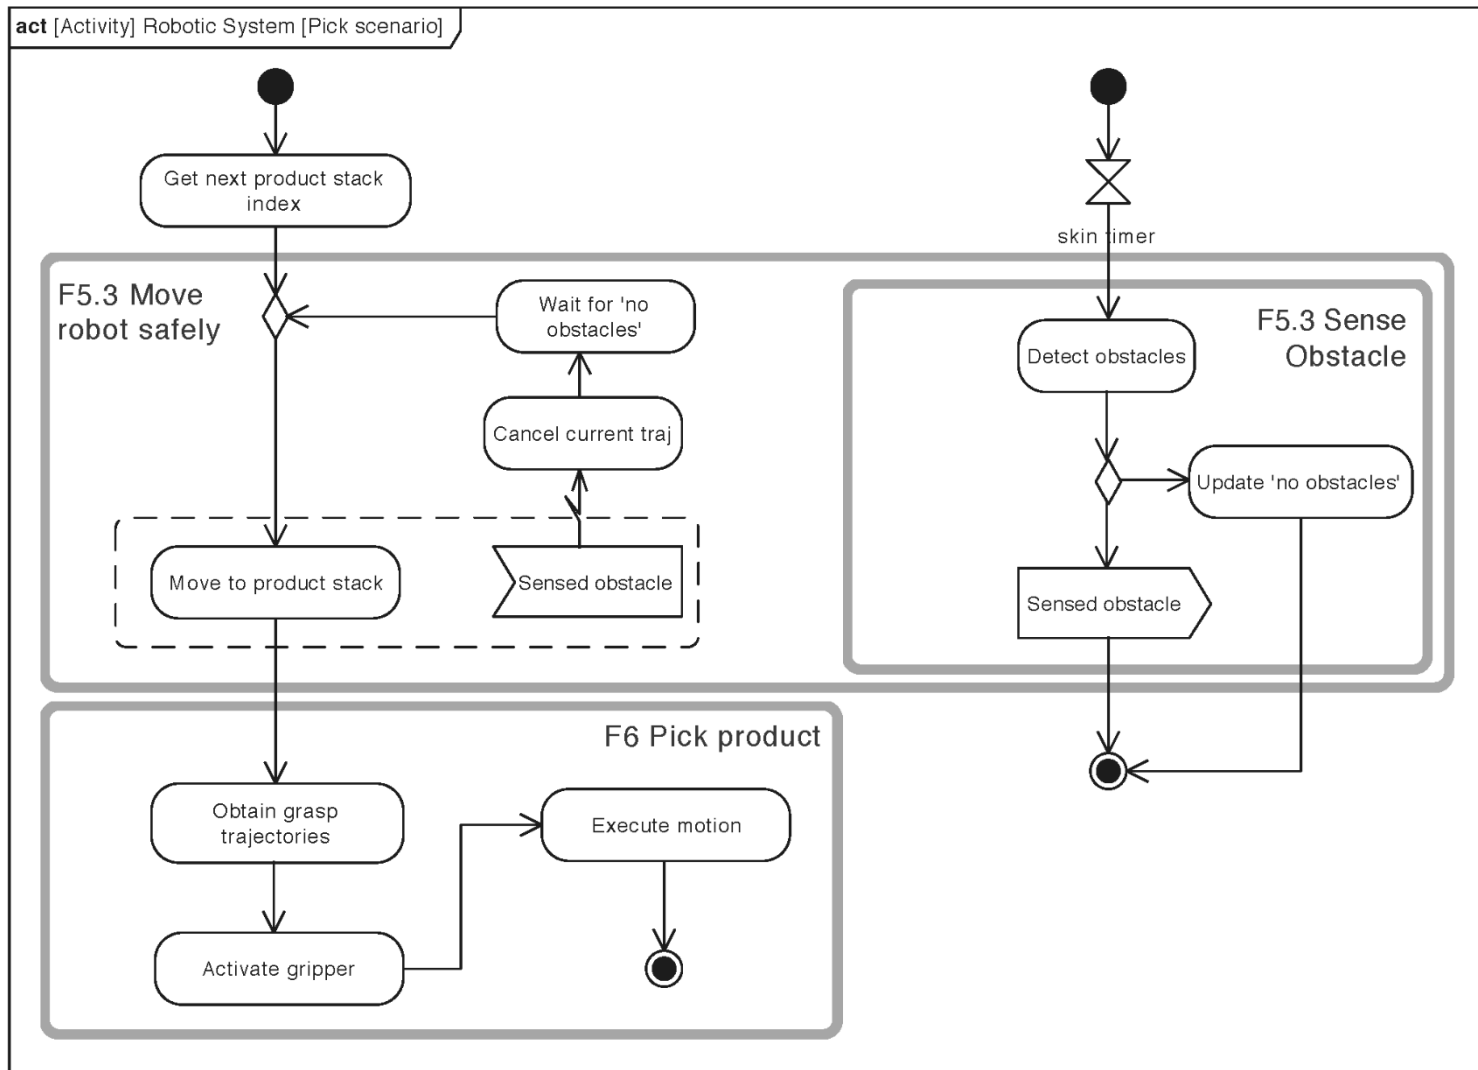 act [Activity] Robotic System [Pick scenario]
Get next product stack
index
skin timer
F5.3 Move
robot safely
Wait for 'no
obstacles'
F5.3 Sense
Obstacle
Detect obstacles
Cancel current traj
Update 'no obstacles'
Move to product stack
Sensed obstacle
Sensed obstacle
F6 Pick product
Obtain grasp
trajectories
Execute motion
Activate gripper